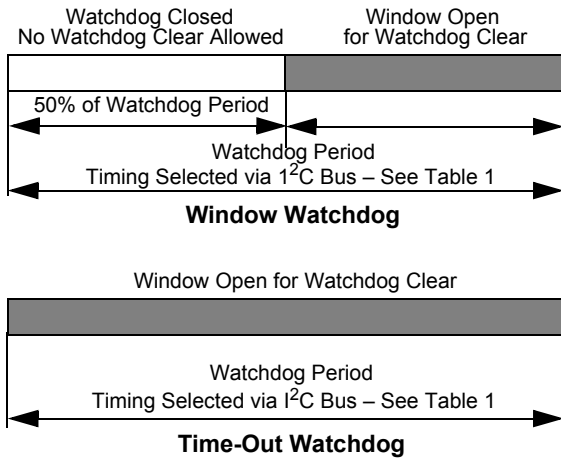 Watchdog Closed
No Watchdog Clear Allowed
Window Open
for Watchdog Clear
50% of Watchdog Period
Watchdog Period
Timing Selected via 1²C Bus – See Table 1
Window Watchdog
Window Open for Watchdog Clear
Watchdog Period
Timing Selected via I²C Bus – See Table 1
Time-Out Watchdog